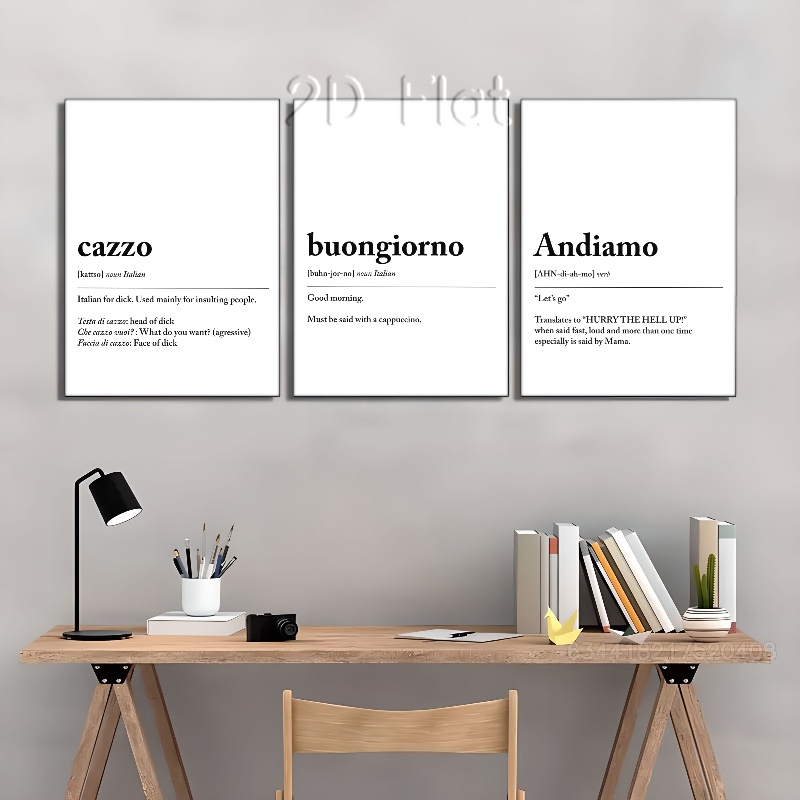 2D Flat
cazzo
[kattso] noun Italian
Italian for dick. Used mainly for insulting people.
Testa di cazzo: head of dick
Che cazzo vuoi? : What do you want? (agressive)
Faccia di cazzo: Face of dick
buongiorno
[buhn-jor-no] noun Italian
Good morning.
Must be said with a cappuccino.
Andiamo
[AHN-di-ah-mo] verb
“Let’s go”
Translates to “HURRY THE HELL UP!”
when said fast, loud and more than one time
especially is said by Mama.